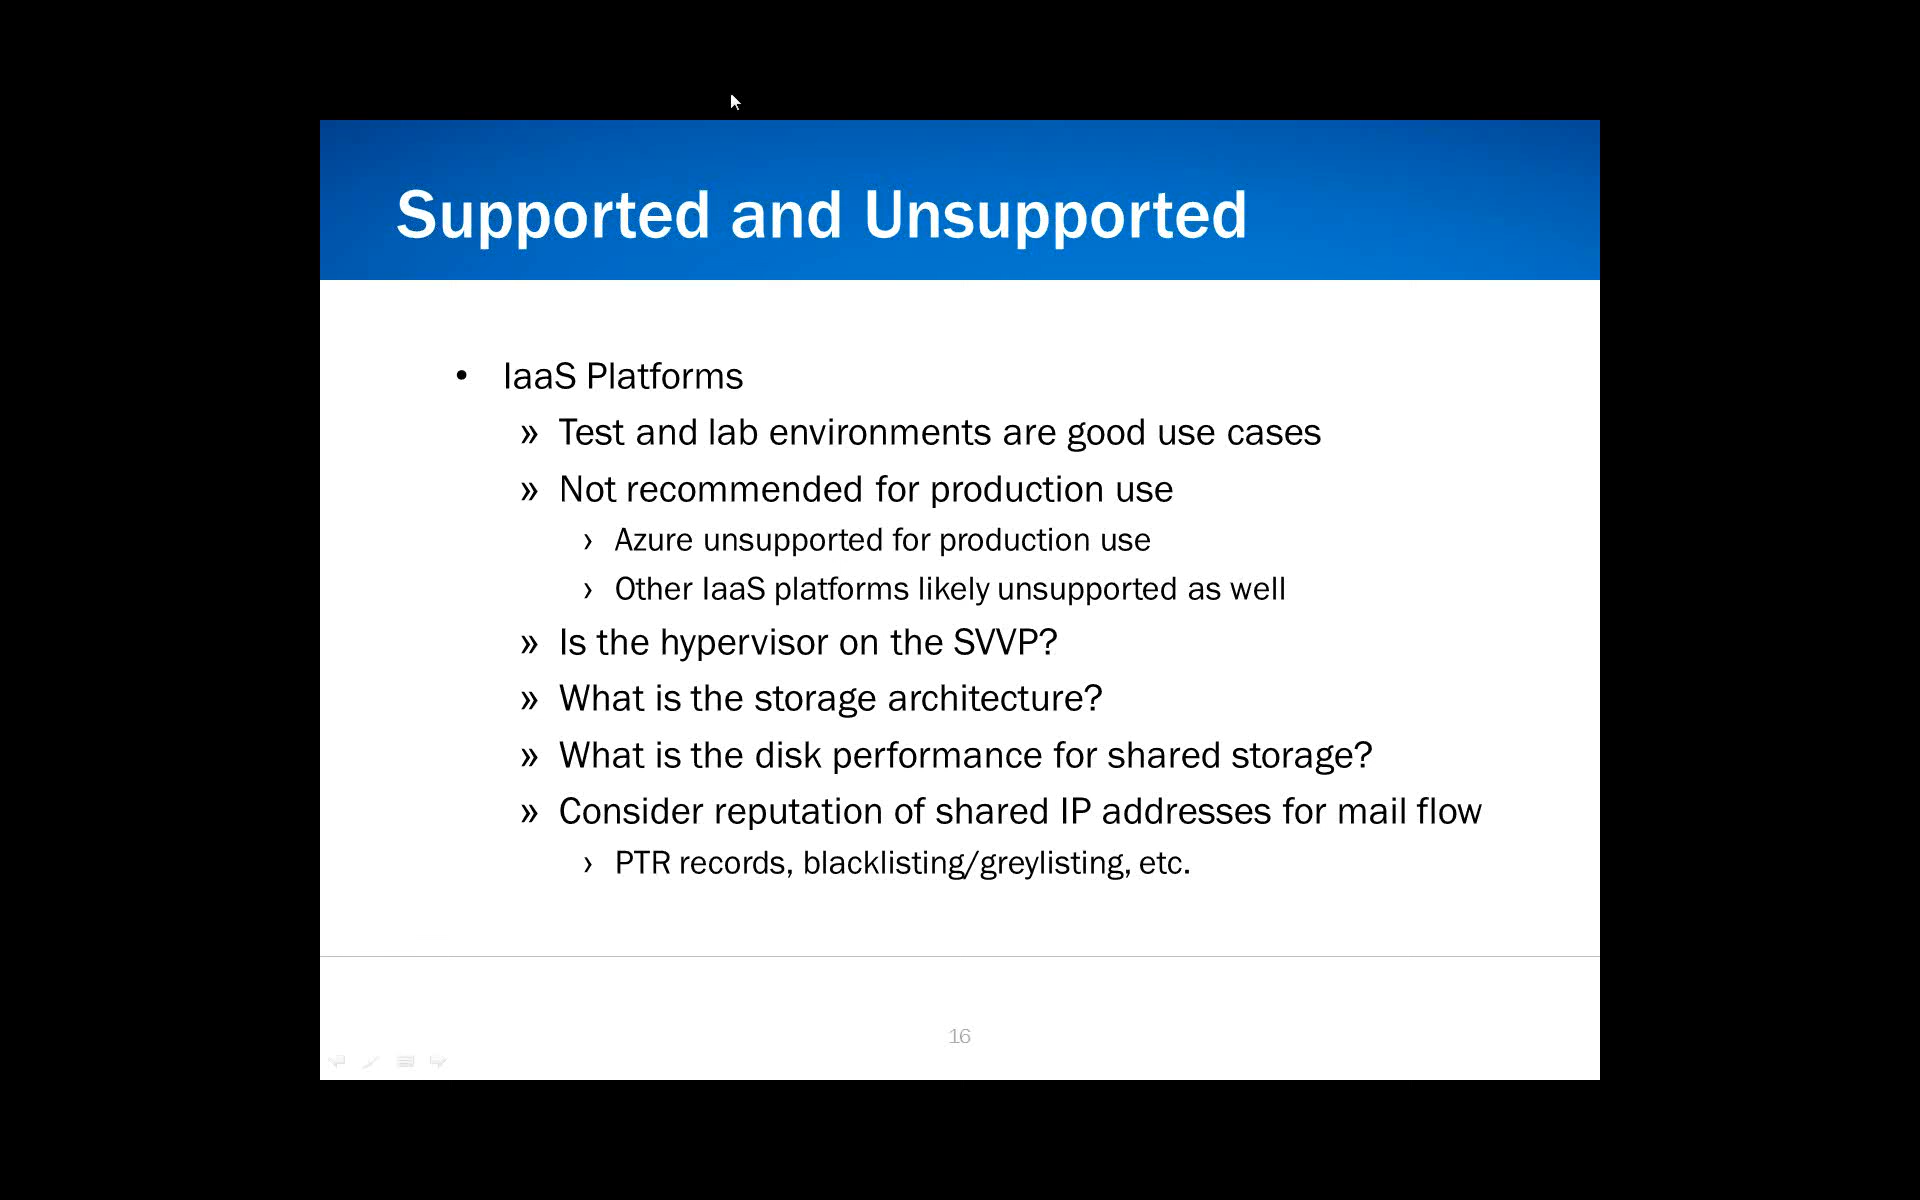 Supported and Unsupported
• IaaS Platforms
» Test and lab environments are good use cases
» Not recommended for production use
› Azure unsupported for production use
› Other IaaS platforms likely unsupported as well
» Is the hypervisor on the SVVP?
» What is the storage architecture?
» What is the disk performance for shared storage?
» Consider reputation of shared IP addresses for mail flow
› PTR records, blacklisting/greylisting, etc.
16